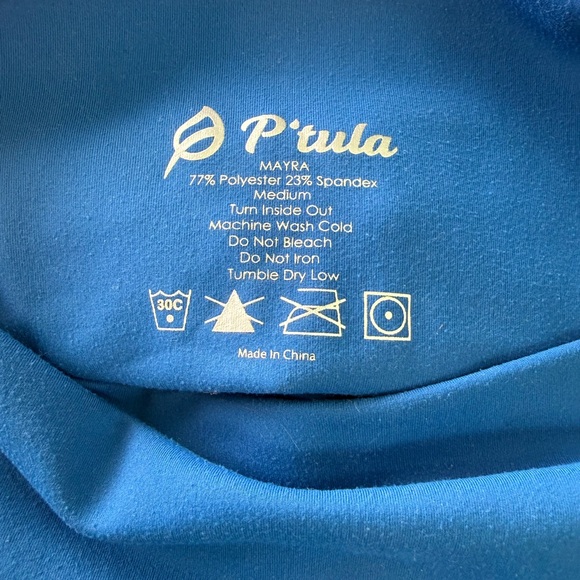 P'tula
MAYRA
77% Polyester 23% Spandex
Medium
Turn Inside Out
Machine Wash Cold
Do Not Bleach
Do Not Iron
Tumble Dry Low
30C
Made In China